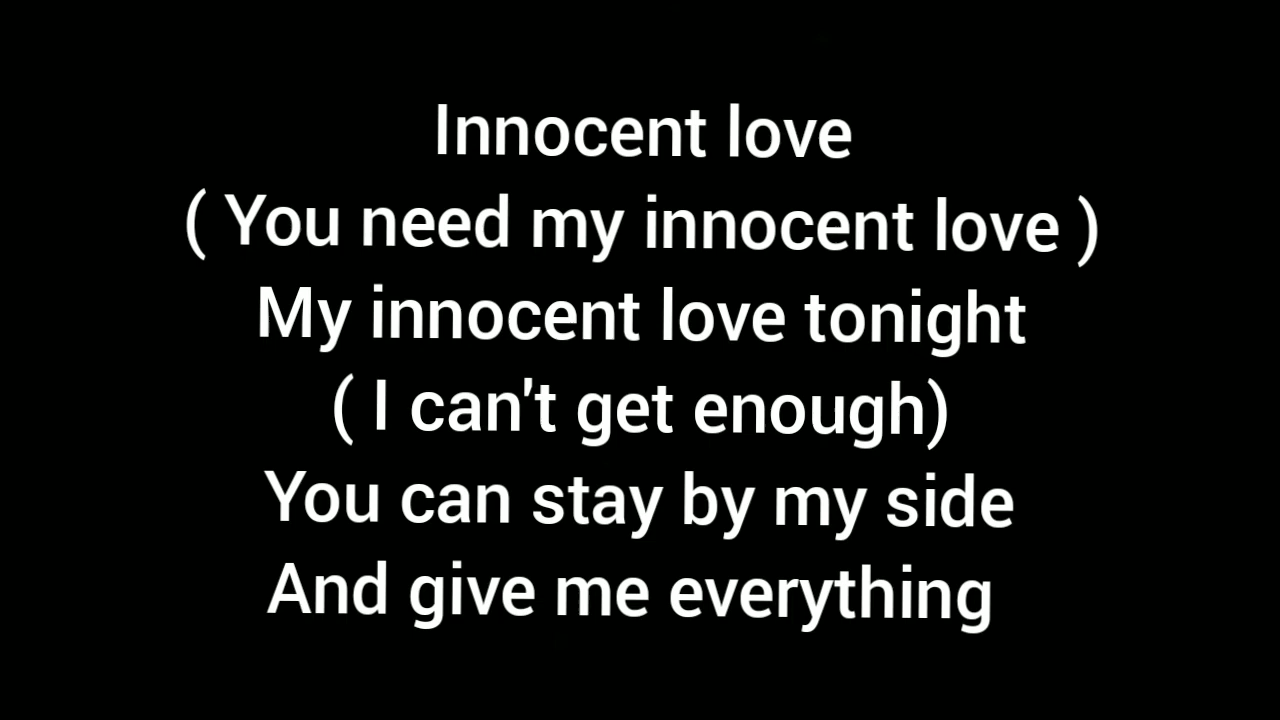 Innocent love
( You need my innocent love )
My innocent love tonight
( I can't get enough)
You can stay by my side
And give me everything